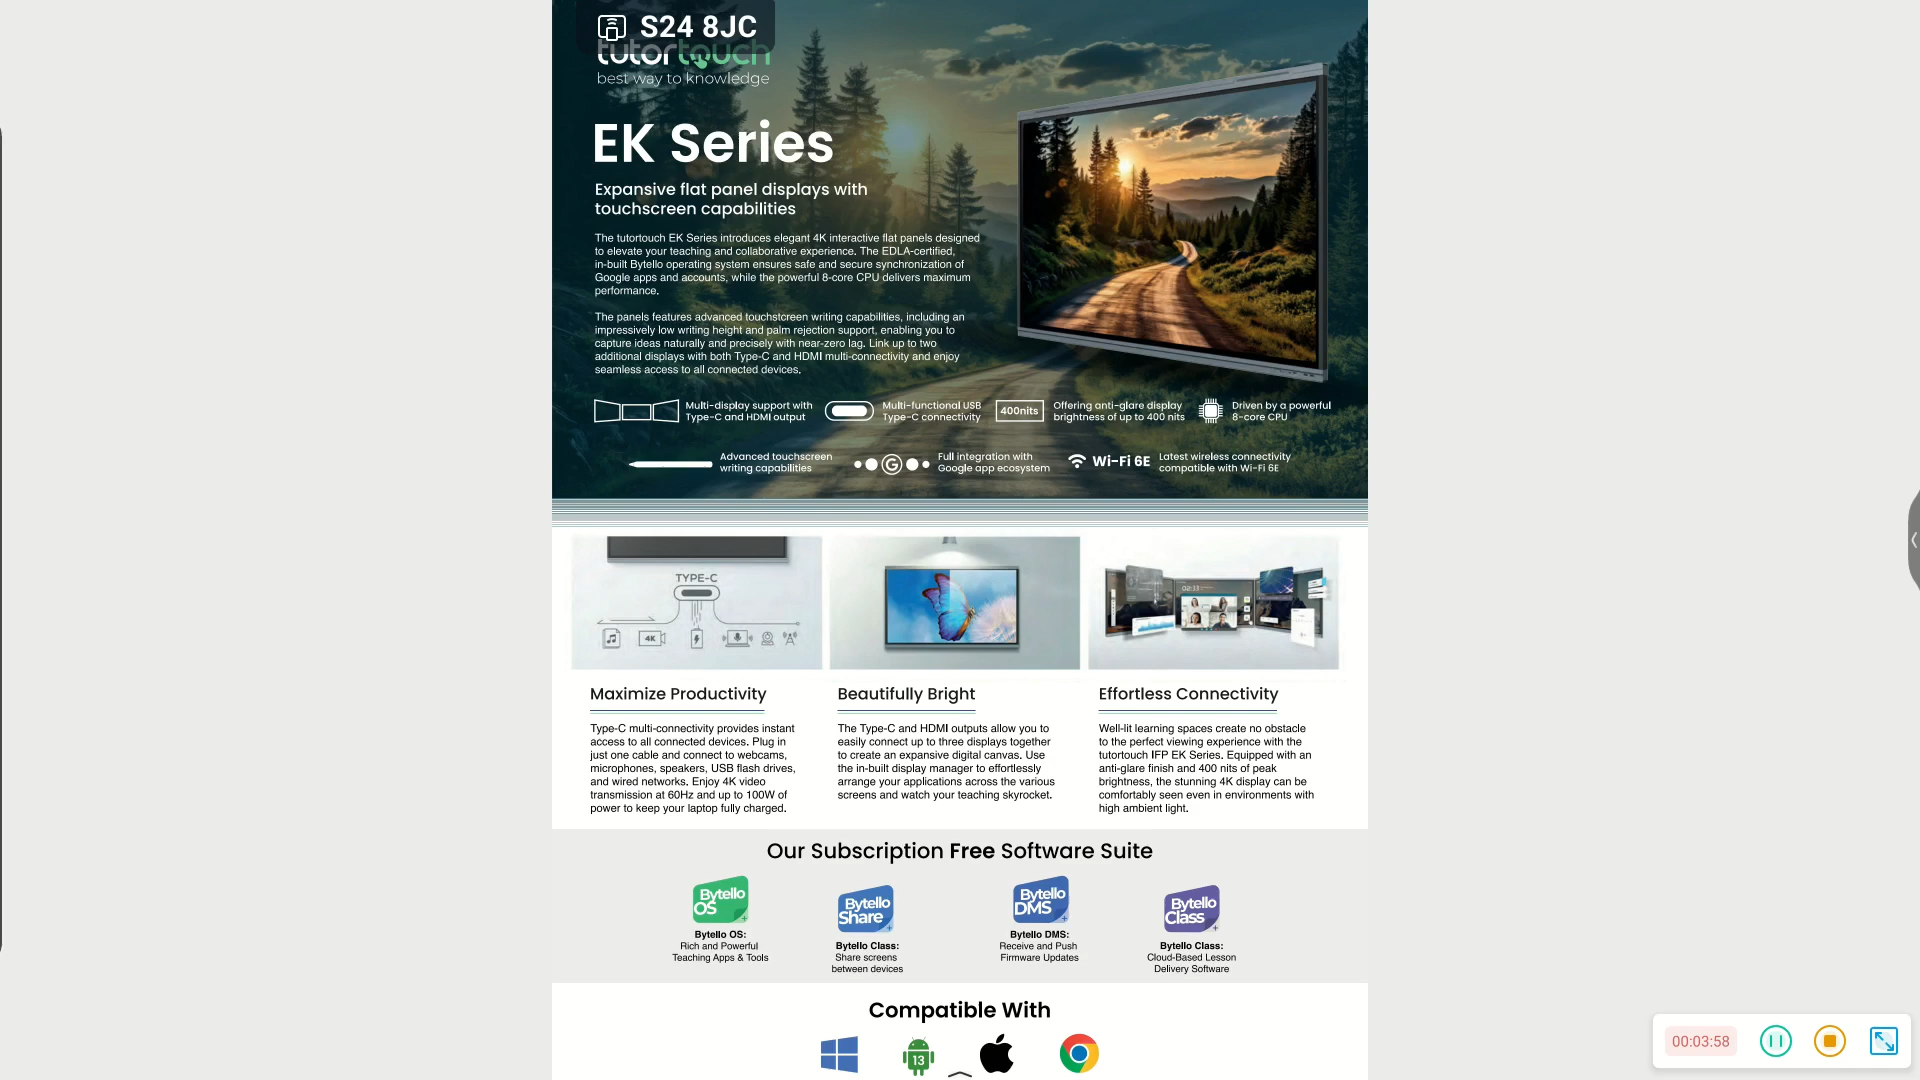 S24 8JC
tutortouch
best way to knowledge
EK Series
Expansive flat panel displays with
touchscreen capabilities
The tutortouch EK Series introduces elegant 4K interactive flat panels designed
to elevate your teaching and collaborative experience. The EDLA-certified,
in-built Bytello operating system ensures safe and secure synchronization of
Google apps and accounts, while the powerful 8-core CPU delivers maximum
performance.
The panels features advanced touchstcreen writing capabilities, including an
impressively low writing height and palm rejection support, enabling you to
capture ideas naturally and precisely with near-zero lag. Link up to two
additional displays with both Type-C and HDMI multi-connectivity and enjoy
seamless access to all connected devices.
Multi-display support with
Type-C and HDMI output
Multi-functional USB
Type-C connectivity
400nits
Offering anti-glare display
brightness of up to 400 nits
Driven by a powerful
8-core CPU
Advanced touchscreen
writing capabilities
G
Full integration with
Google app ecosystem
Wi-Fi 6E
Latest wireless connectivity
compatible with Wi-Fi 6E
TYPE-C
4K
02:13
Maximize Productivity
Type-C multi-connectivity provides instant
access to all connected devices. Plug in
just one cable and connect to webcams,
microphones, speakers, USB flash drives,
and wired networks. Enjoy 4K video
transmission at 60Hz and up to 100W of
power to keep your laptop fully charged.
Beautifully Bright
The Type-C and HDMI outputs allow you to
easily connect up to three displays together
to create an expansive digital canvas. Use
the in-built display manager to effortlessly
arrange your applications across the various
screens and watch your teaching skyrocket.
Effortless Connectivity
Well-lit learning spaces create no obstacle
to the perfect viewing experience with the
tutortouch IFP EK Series. Equipped with an
anti-glare finish and 400 nits of peak
brightness, the stunning 4K display can be
comfortably seen even in environments with
high ambient light.
Our Subscription Free Software Suite
Bytello
OS
Bytello OS:
Rich and Powerful
Teaching Apps & Tools
Bytello
Share
Bytello Class:
Share screens
between devices
Bytello
DMS
Bytello DMS:
Receive and Push
Firmware Updates
Bytello
Class
Bytello Class:
Cloud-Based Lesson
Delivery Software
Compatible With
13
00:03:58